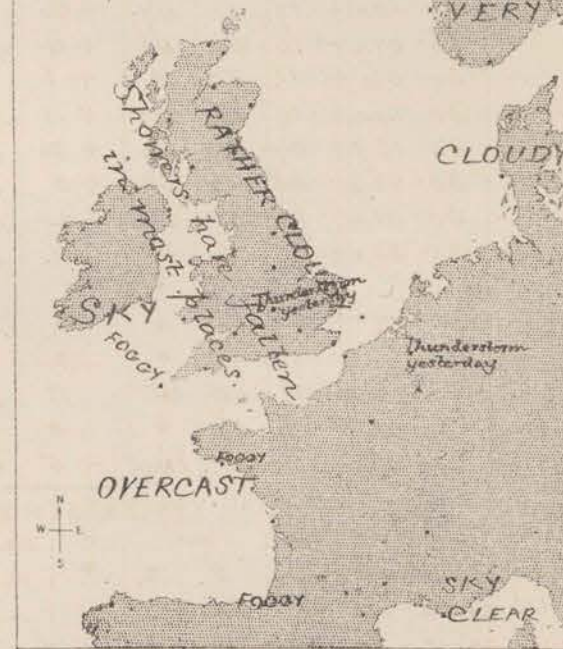 VERY
CLOUDY
RATHER CLOUDY
Showers have fallen
in most places.
SKY
FOGGY.
Thunderstorm
yesterday
Thunderstorm
yesterday
FOGGY
OVERCAST.
N
W E
S
FOGGY
SKY
CLEAR